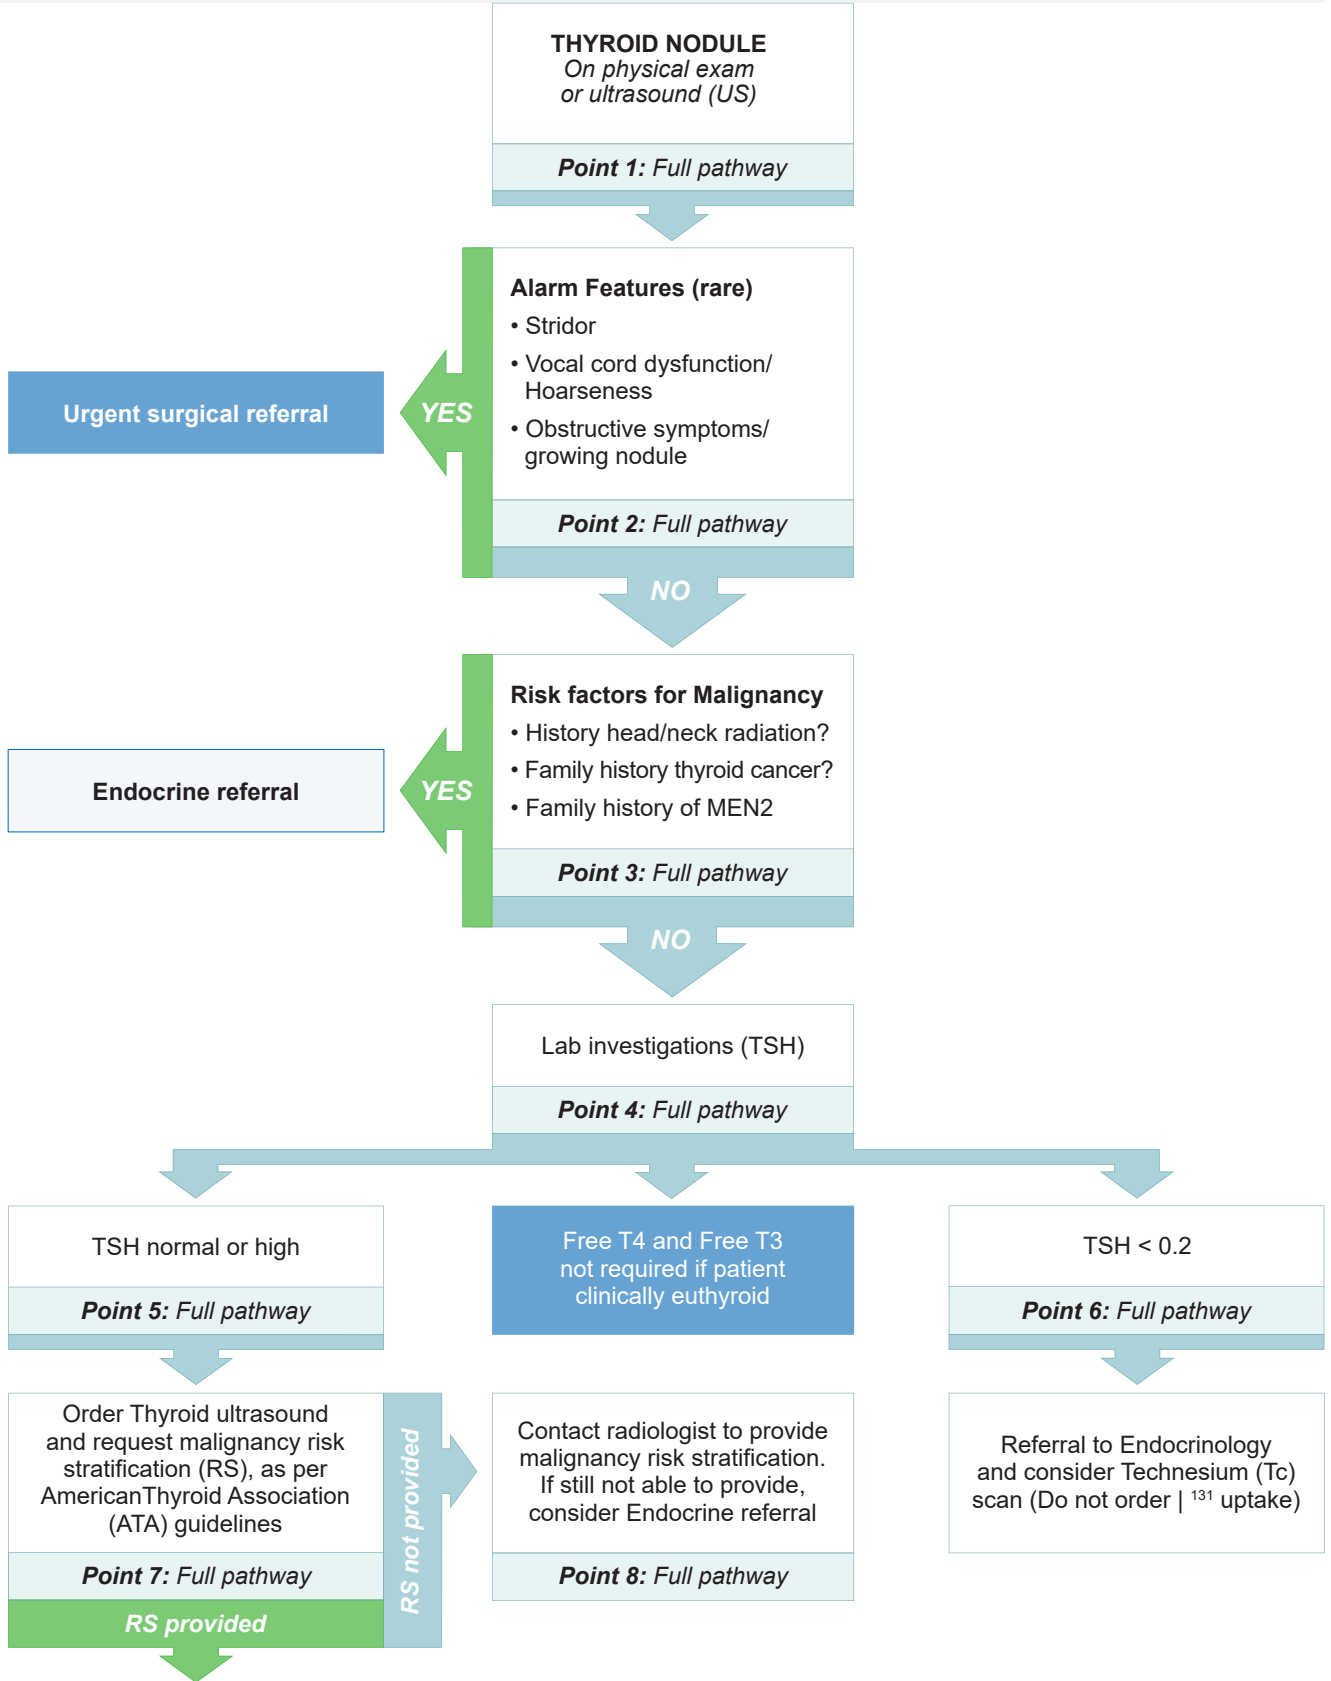 THYROID NODULE
On physical exam
or ultrasound (US)
Point 1: Full pathway
Alarm Features (rare)
• Stridor
• Vocal cord dysfunction/
Hoarseness
• Obstructive symptoms/
growing nodule
Point 2: Full pathway
YES
Urgent surgical referral
NO
Risk factors for Malignancy
• History head/neck radiation?
• Family history thyroid cancer?
• Family history of MEN2
Point 3: Full pathway
YES
Endocrine referral
NO
Lab investigations (TSH)
Point 4: Full pathway
TSH normal or high
Point 5: Full pathway
Free T4 and Free T3
not required if patient
clinically euthyroid
TSH < 0.2
Point 6: Full pathway
Order Thyroid ultrasound
and request malignancy risk
stratification (RS), as per
AmericanThyroid Association
(ATA) guidelines
Point 7: Full pathway
RS provided
RS not provided
Contact radiologist to provide
malignancy risk stratification.
If still not able to provide,
consider Endocrine referral
Point 8: Full pathway
Referral to Endocrinology
and consider Technesium (Tc)
scan (Do not order | ¹³¹ uptake)